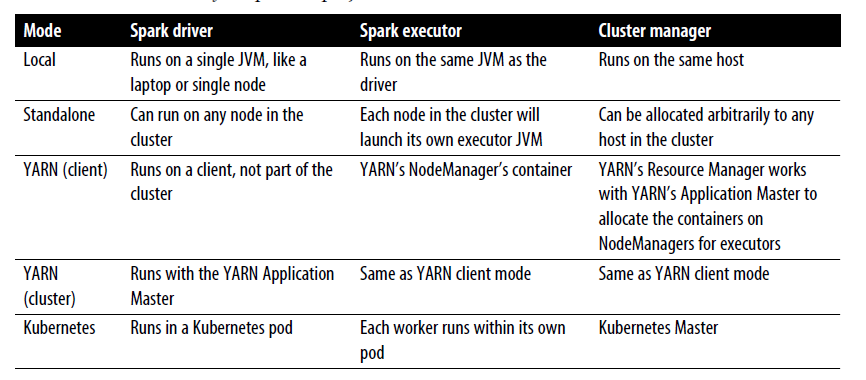 Mode Spark driver Spark executor Cluster manager
Local Runs on a single JVM, like a laptop or single node Runs on the same JVM as the driver Runs on the same host
Standalone Can run on any node in the cluster Each node in the cluster will launch its own executor JVM Can be allocated arbitrarily to any host in the cluster
YARN (client) Runs on a client, not part of the cluster YARN’s NodeManager’s container YARN’s Resource Manager works with YARN’s Application Master to allocate the containers on NodeManagers for executors
YARN (cluster) Runs with the YARN Application Master Same as YARN client mode Same as YARN client mode
Kubernetes Runs in a Kubernetes pod Each worker runs within its own pod Kubernetes Master